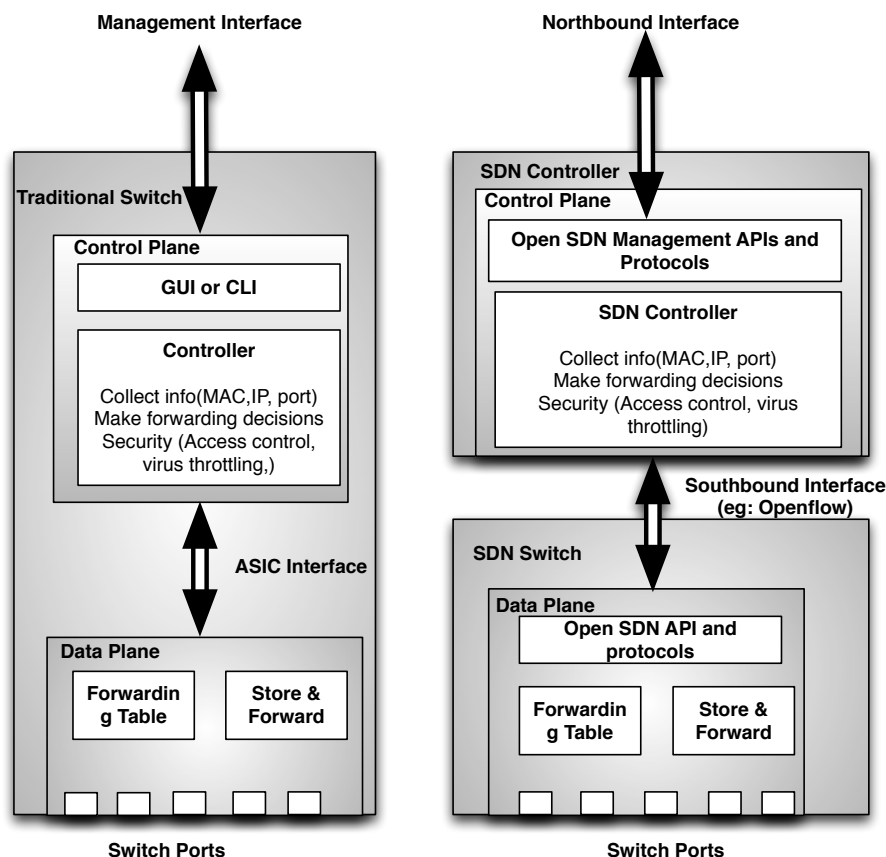 Management Interface
Traditional Switch
Control Plane
GUI or CLI
Controller
Collect info(MAC,IP, port)
Make forwarding decisions
Security (Access control,
virus throttling,)
ASIC Interface
Data Plane
Forwardin
g Table
Store &
Forward
Switch Ports
Northbound Interface
SDN Controller
Control Plane
Open SDN Management APIs and
Protocols
SDN Controller
Collect info(MAC,IP, port)
Make forwarding decisions
Security (Access control, virus
throttling)
Southbound Interface
(eg: Openflow)
SDN Switch
Data Plane
Open SDN API and
protocols
Forwardin
g Table
Store &
Forward
Switch Ports